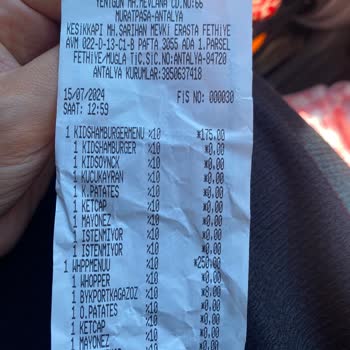 YENIGUN MH.MEVLANA CD.NO:66
MURATPASA-ANTALYA
KESIKKAPI MH.SARIHAN MEVKI ERASTA FETHIYE
AVM 022-D-13-C1-B PAFTA 3055 ADA 1.PARSEL
FETHIYE/MUGLA TIC.SIC.NO:ANTALYA-84720
ANTALYA KURUMLAR:3850637418
15/07/2024 FIS NO: 000030
SAAT: 12:59
1 KIDSHAMBURGERMENU %10 *175,00
1 KIDSHAMBURGER %10 *0,00
1 KIDSOYNCK %10 *0,00
1 KUCUKAYRAN %10 *0,00
1 K.PATATES %10 *0,00
1 KETCAP %10 *0,00
1 MAYONEZ %10 *0,00
1 ISTENMIYOR %10 *0,00
1 ISTENMIYOR %10 *0,00
1 WHPPMENUU %10 *250,00
1 WHOPPER %10 *0,00
1 BYKPORTKAGAZOZ %10 *8,00
1 O.PATATES %10 *0,00
1 KETCAP %10 *0,00
1 MAYONEZ %10 *0,00